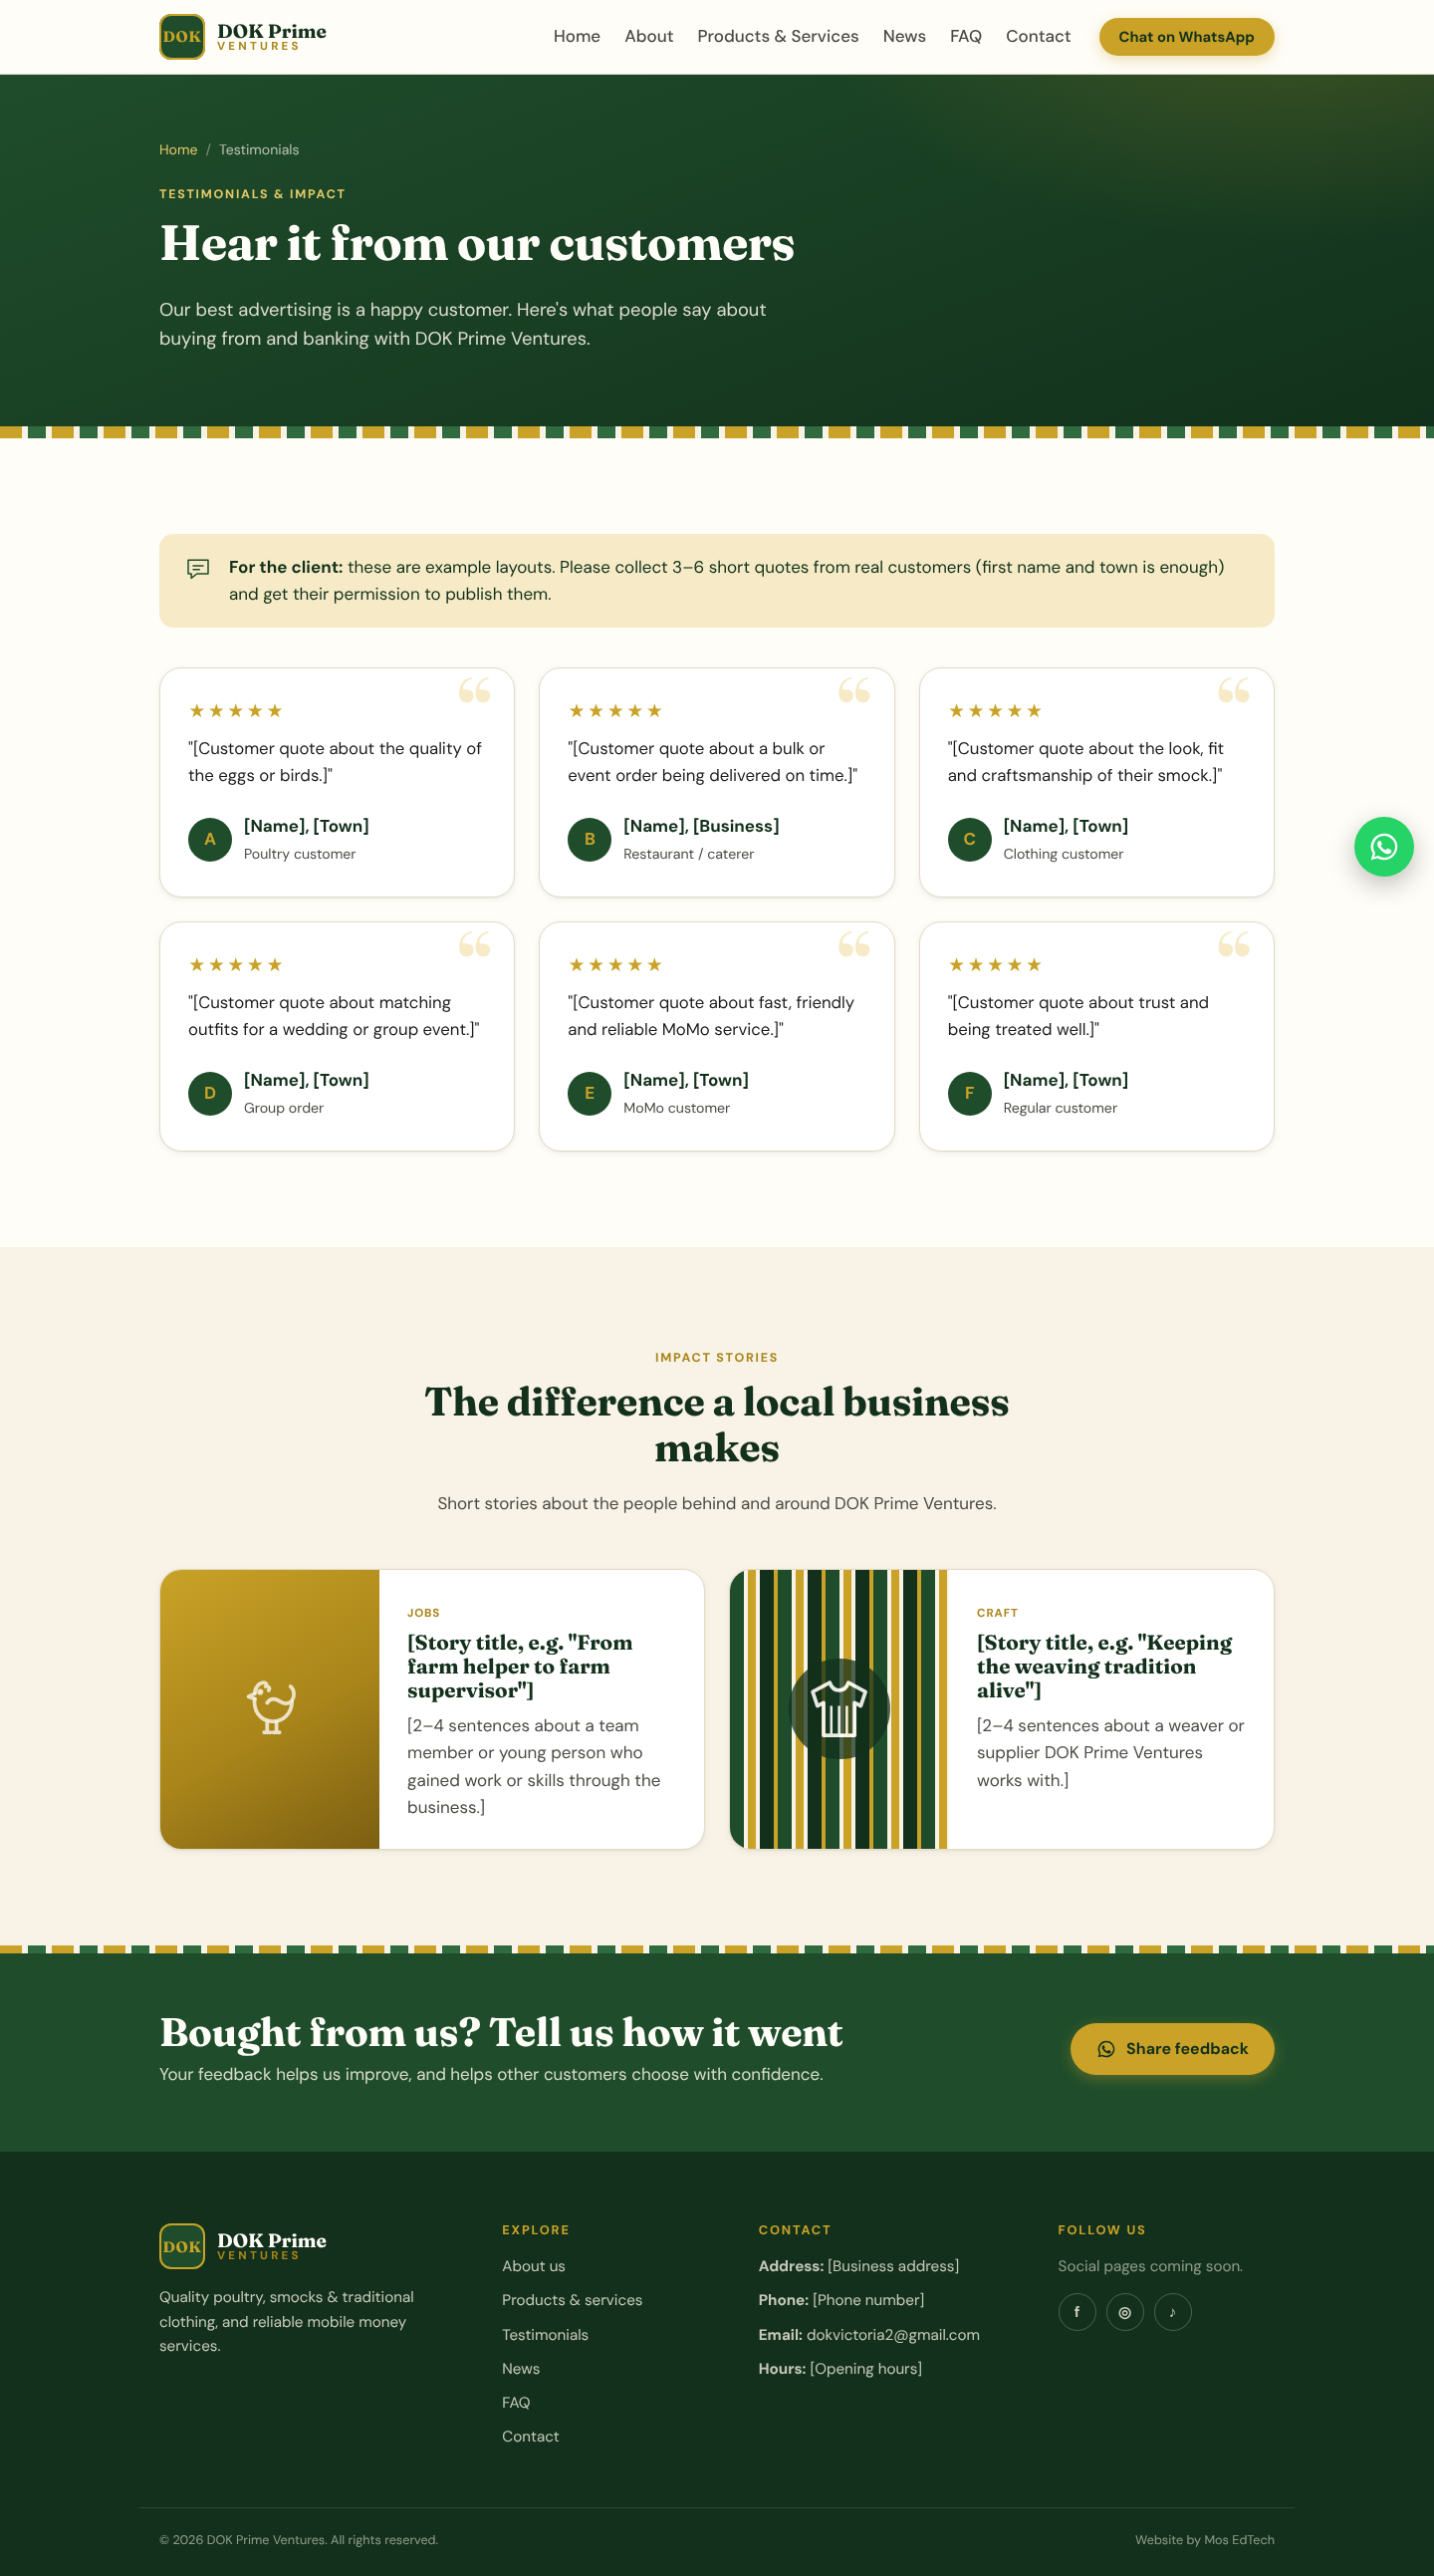 DOK
DOK Prime
VENTURES
Home
About
Products & Services
News
FAQ
Contact
Chat on WhatsApp
Home / Testimonials
TESTIMONIALS & IMPACT
Hear it from our customers
Our best advertising is a happy customer. Here's what people say about
buying from and banking with DOK Prime Ventures.
For the client: these are example layouts. Please collect 3–6 short quotes from real customers (first name and town is enough)
and get their permission to publish them.
★★★★★
"[Customer quote about the quality of
the eggs or birds.]"
A
[Name], [Town]
Poultry customer
★★★★★
"[Customer quote about a bulk or
event order being delivered on time.]"
B
[Name], [Business]
Restaurant / caterer
★★★★★
"[Customer quote about the look, fit
and craftsmanship of their smock.]"
C
[Name], [Town]
Clothing customer
★★★★★
"[Customer quote about matching
outfits for a wedding or group event.]"
D
[Name], [Town]
Group order
★★★★★
"[Customer quote about fast, friendly
and reliable MoMo service.]"
E
[Name], [Town]
MoMo customer
★★★★★
"[Customer quote about trust and
being treated well.]"
F
[Name], [Town]
Regular customer
IMPACT STORIES
The difference a local business
makes
Short stories about the people behind and around DOK Prime Ventures.
JOBS
[Story title, e.g. "From
farm helper to farm
supervisor"]
[2–4 sentences about a team
member or young person who
gained work or skills through the
business.]
CRAFT
[Story title, e.g. "Keeping
the weaving tradition
alive"]
[2–4 sentences about a weaver or
supplier DOK Prime Ventures
works with.]
Bought from us? Tell us how it went
Your feedback helps us improve, and helps other customers choose with confidence.
Share feedback
DOK
DOK Prime
VENTURES
Quality poultry, smocks & traditional
clothing, and reliable mobile money
services.
EXPLORE
About us
Products & services
Testimonials
News
FAQ
Contact
CONTACT
Address: [Business address]
Phone: [Phone number]
Email: dokvictoria2@gmail.com
Hours: [Opening hours]
FOLLOW US
Social pages coming soon.
f ◎ ♪
© 2026 DOK Prime Ventures. All rights reserved.
Website by Mos EdTech